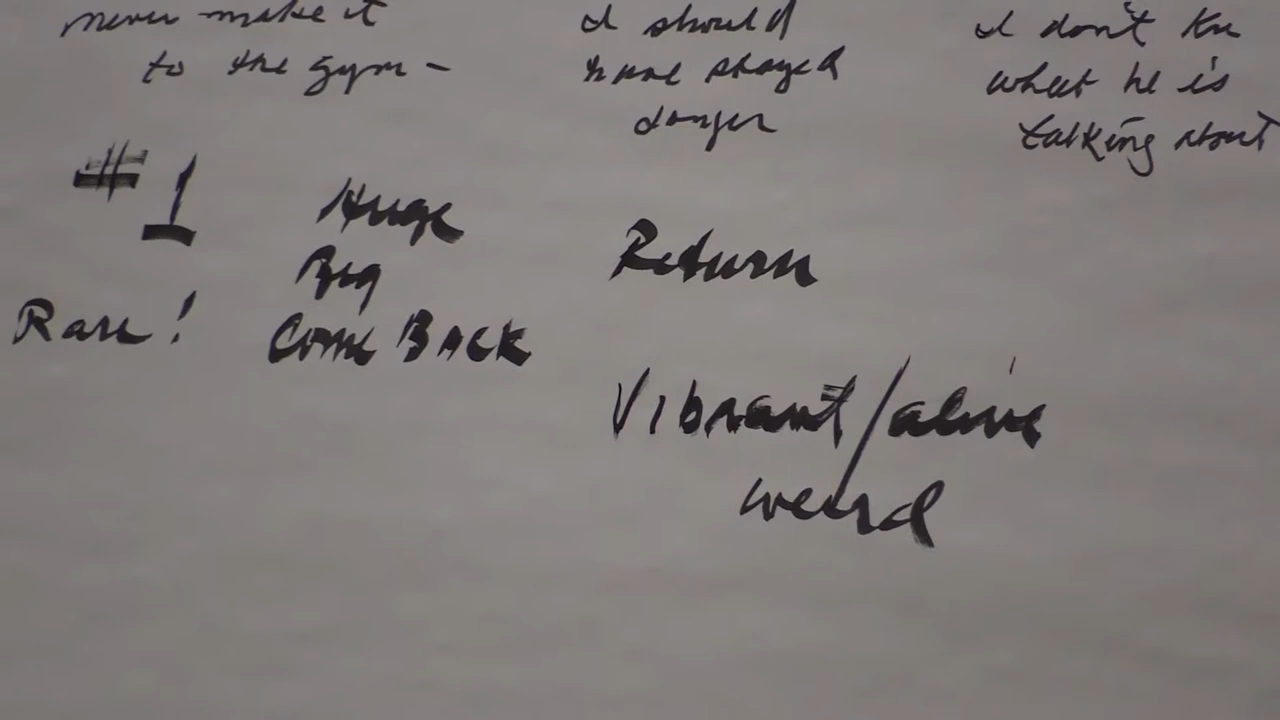 never make it
to the gym -
I should
have stayed
longer
I don't kn
what he is
talking about
#1
Rare!
Huge
Big
Come Back
Return
Vibrant/alive
weird